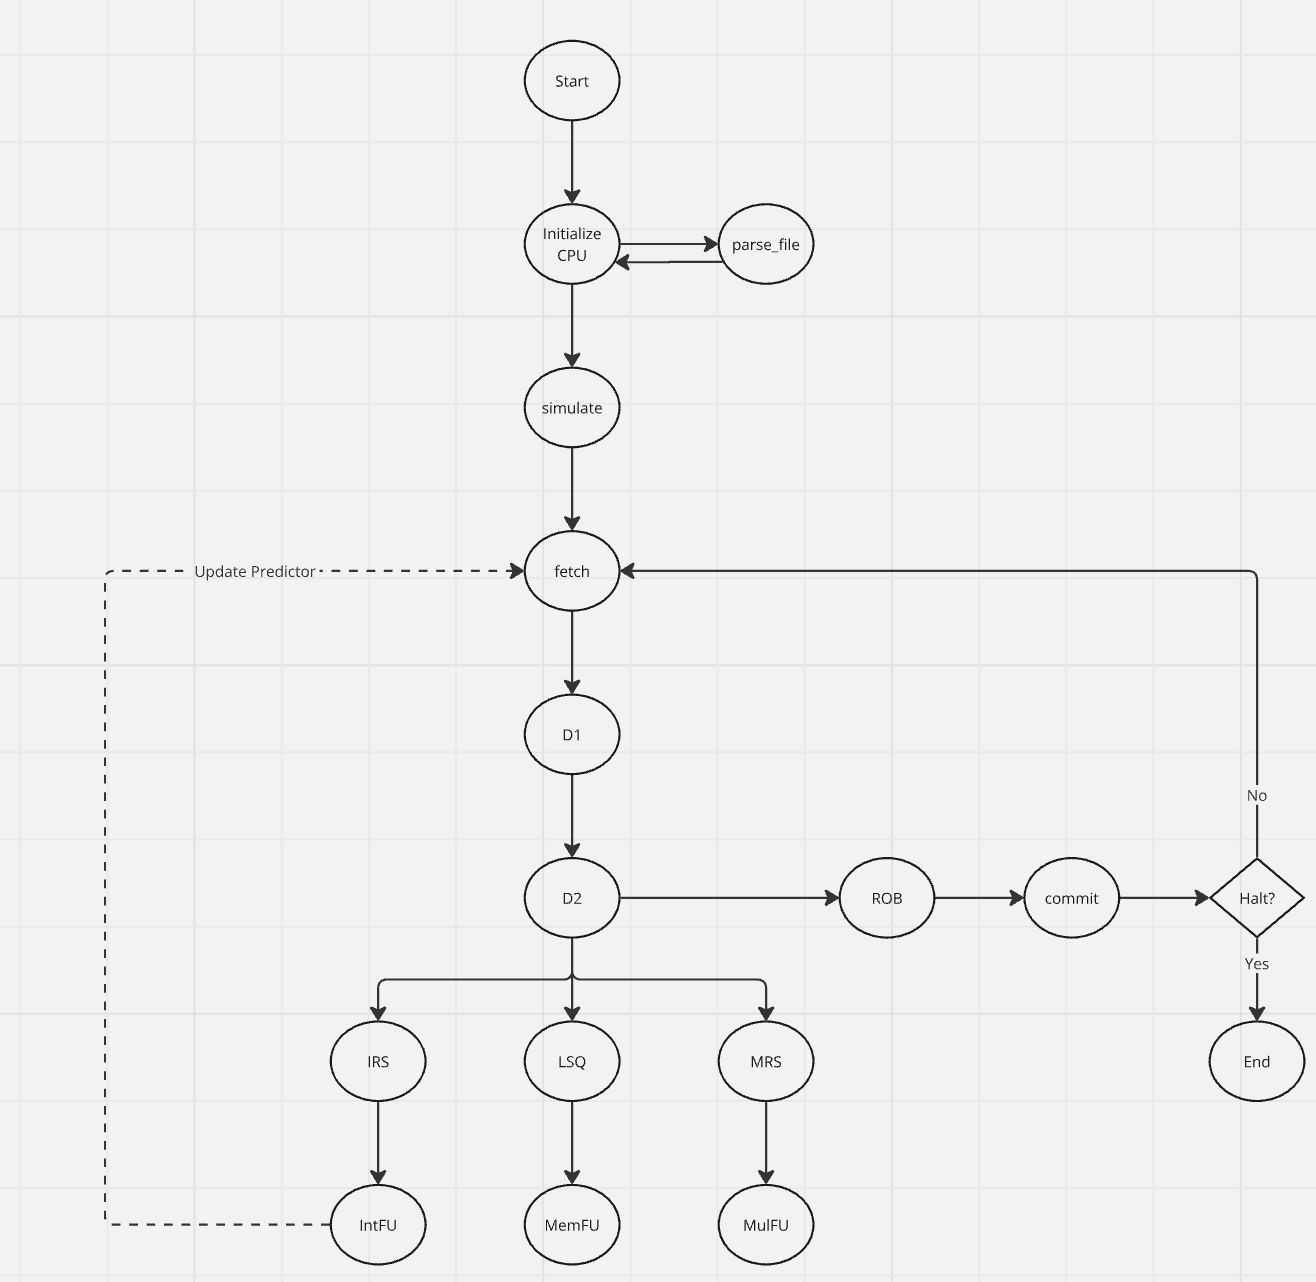 Start
Initialize
CPU
parse_file
simulate
Update Predictor
fetch
D1
No
D2
ROB
commit
Halt?
Yes
IRS
LSQ
MRS
End
IntFU
MemFU
MulFU